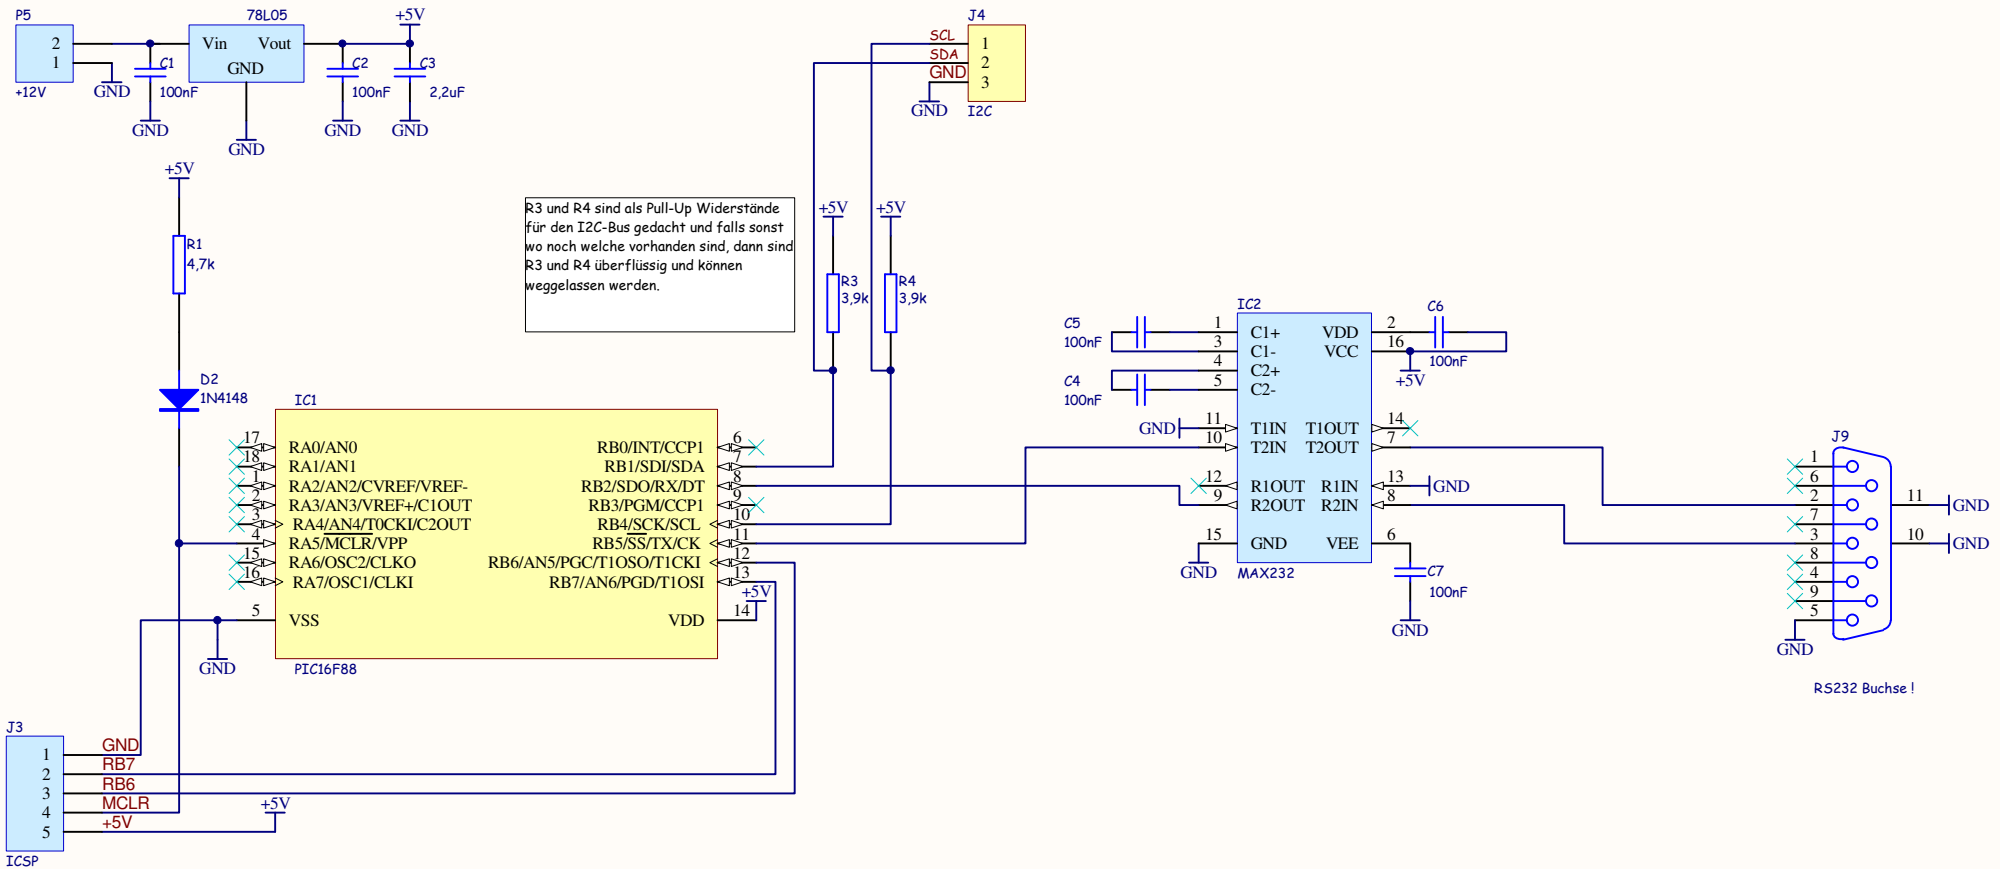 P5
2
1
+12V
GND
C1
100nF
GND
78L05
Vin
Vout
GND
GND
C2
100nF
GND
+5V
C3
2,2uF
GND
J4
SCL
SDA
GND
1
2
3
GND
I2C
+5V
R1
4,7k
D2
1N4148
R3 und R4 sind als Pull-Up Widerstände
für den I2C-Bus gedacht und falls sonst
wo noch welche vorhanden sind, dann sind
R3 und R4 überflüssig und können
weggelassen werden.
+5V
+5V
R3
3,9k
R4
3,9k
IC1
17 RA0/AN0
18 RA1/AN1
1 RA2/AN2/CVREF/VREF-
2 RA3/AN3/VREF+/C1OUT
3 RA4/AN4/T0CKI/C2OUT
4 RA5/MCLR/VPP
15 RA6/OSC2/CLKO
16 RA7/OSC1/CLKI
5 VSS
RB0/INT/CCP1 6
RB1/SDI/SDA 7
RB2/SDO/RX/DT 8
RB3/PGM/CCP1 9
RB4/SCK/SCL 10
RB5/SS/TX/CK 11
RB6/AN5/PGC/T1OSO/T1CKI 12
RB7/AN6/PGD/T1OSI 13
+5V
VDD 14
GND
PIC16F88
J3
1 GND
2 RB7
3 RB6
4 MCLR
5 +5V
+5V
ICSP
IC2
C5
100nF
C4
100nF
1 C1+
3 C1-
4 C2+
5 C2-
GND 11 T1IN
10 T2IN
12 R1OUT
9 R2OUT
15 GND
GND
VDD 2
VCC 16
C6
100nF
+5V
T1OUT 14
T2OUT 7
R1IN 13 GND
R2IN 8
VEE 6
C7
100nF
GND
MAX232
J9
1
6
2
7
3
8
4
9
5
GND
11 GND
10 GND
RS232 Buchse !